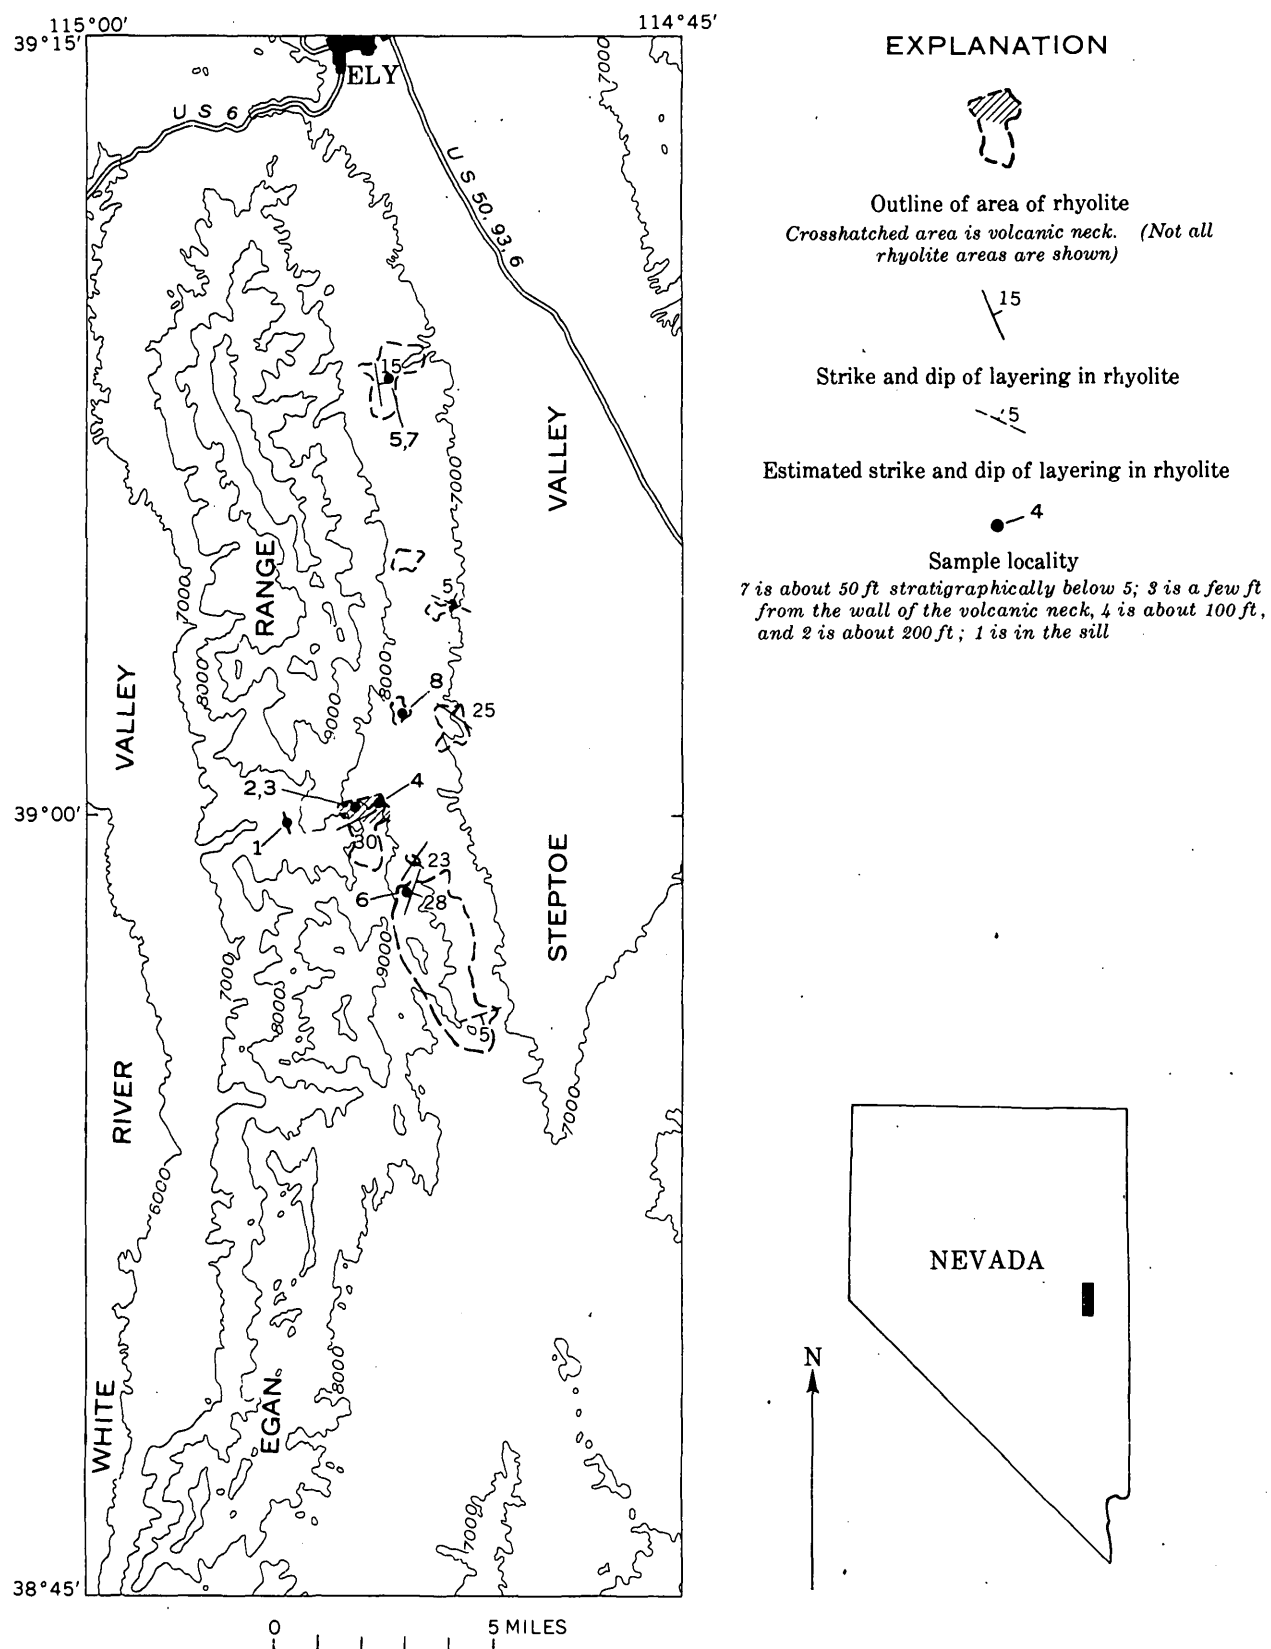 115°00'
114°45'
39°15'
ELY
US 6
7000
US 50, 93, 6
15
5,7
7000
VALLEY
RANGE
7000
5
8000
8000
8
9000
25
VALLEY
2,3
4
39°00'
1
30
23
6
28
STEPTOE
9000
7000
8000
5
RIVER
7000
6000
8000
WHITE
EGAN
7000
38°45'
0
5 MILES
EXPLANATION
Outline of area of rhyolite
Crosshatched area is volcanic neck. (Not all
rhyolite areas are shown)
15
Strike and dip of layering in rhyolite
5
Estimated strike and dip of layering in rhyolite
4
Sample locality
7 is about 50 ft stratigraphically below 5; 3 is a few ft
from the wall of the volcanic neck, 4 is about 100 ft,
and 2 is about 200 ft; 1 is in the sill
NEVADA
N